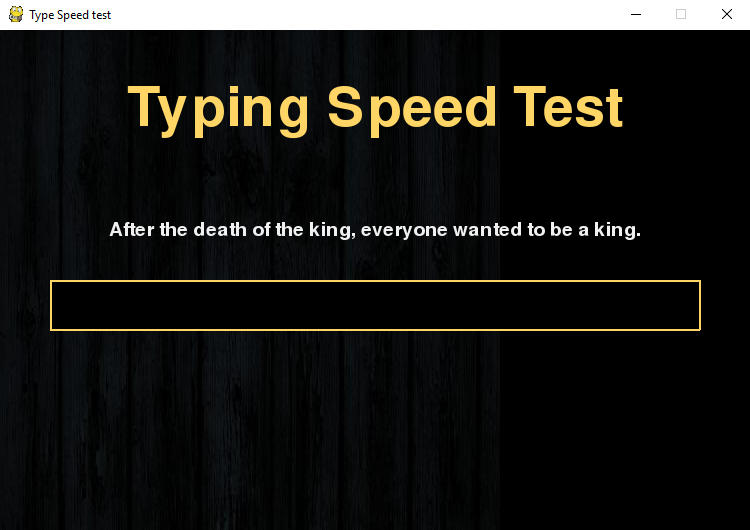 Type Speed test
Typing Speed Test
After the death of the king, everyone wanted to be a king.